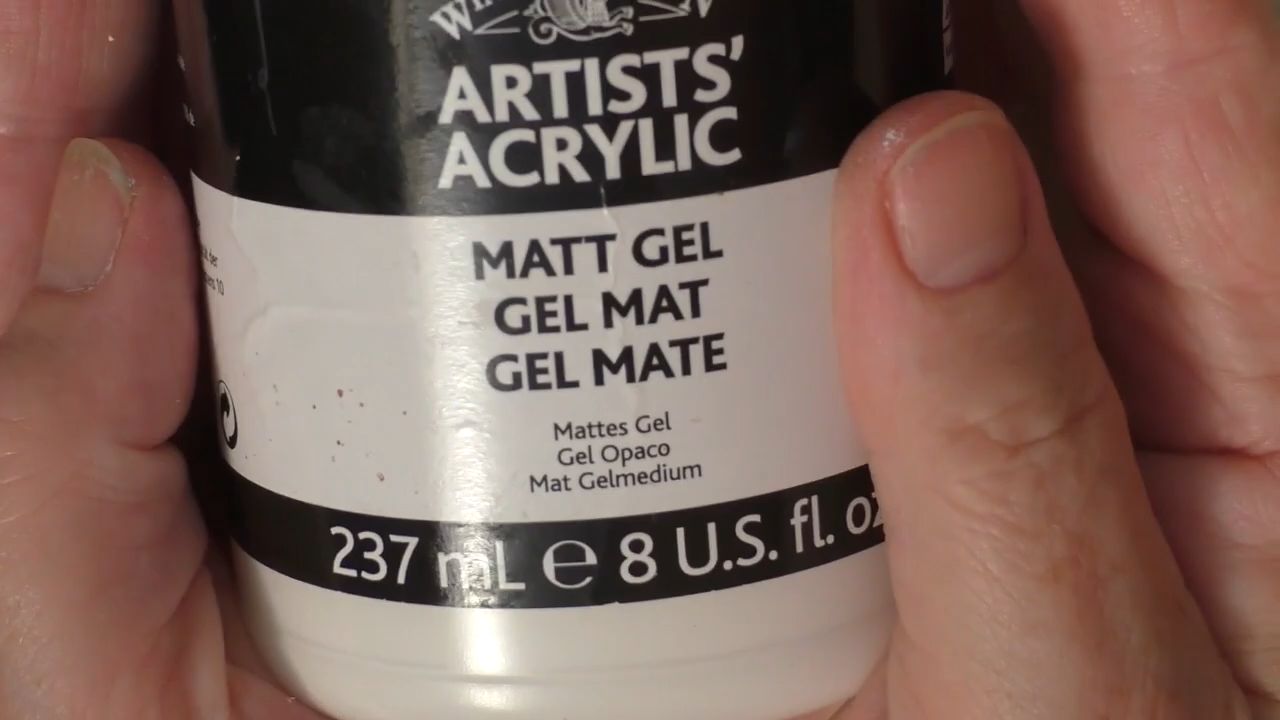 ARTISTS'
ACRYLIC
MATT GEL
GEL MAT
GEL MATE
Mattes Gel
Gel Opaco
Mat Gelmedium
237 mL e 8 U.S. fl. oz